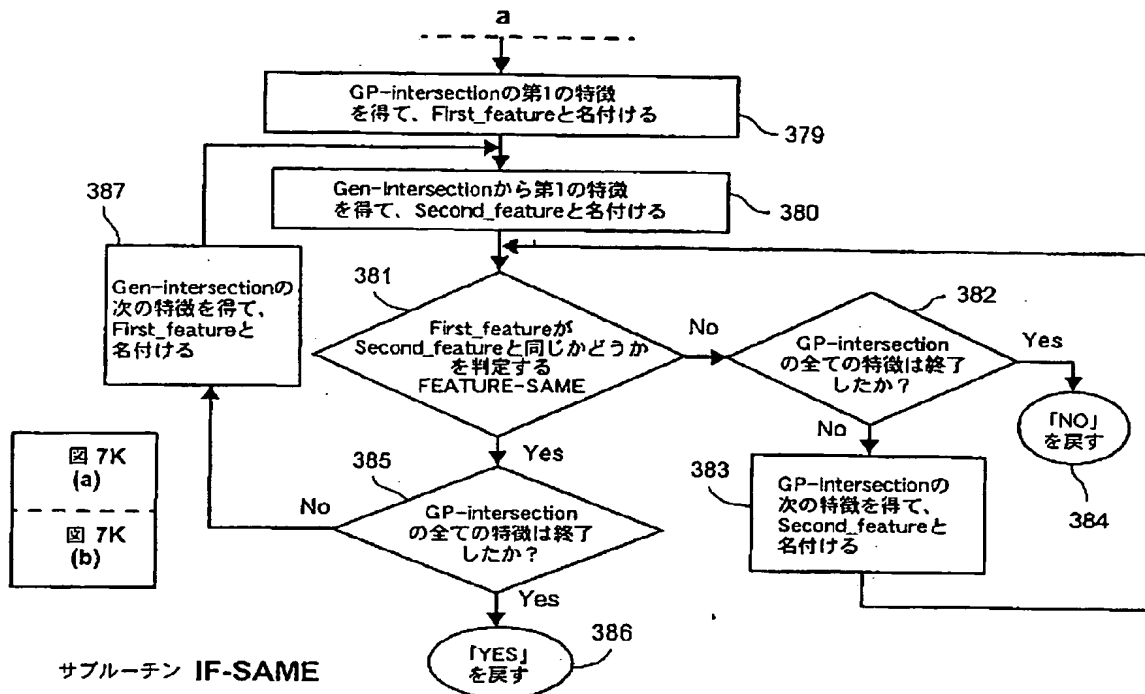 a
GP-intersectionの第1の特徴
を得て、First_featureと名付ける
379
387
Gen-Intersectionから第1の特徴
を得て、Second_featureと名付ける
380
Gen-intersectionの
次の特徴を得て、
First_featureと
名付ける
381
First_featureが
Second_featureと同じかどうか
を判定する
FEATURE-SAME
No
382
GP-intersection
の全ての特徴は終了
したか？
Yes
「NO」
を戻す
384
No
383
GP-intersectionの
次の特徴を得て、
Second_featureと
名付ける
Yes
385
No
GP-intersection
の全ての特徴は終了
したか？
Yes
「YES」
を戻す
386
図 7K
(a)
図 7K
(b)
サブルーチン IF-SAME